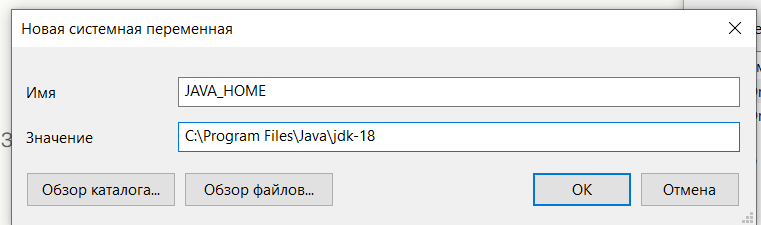 Новая системная переменная
Имя
JAVA_HOME
Значение
C:\Program Files\Java\jdk-18
Обзор каталога...
Обзор файлов...
OK
Отмена